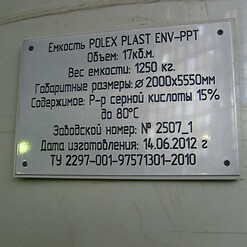 Емкость POLEX PLAST ENV-PPT
Объем: 17кв.м.
Вес емкости: 1250 кг.
Габаритные размеры: ⌀ 2000х5550мм
Содержимое: Р-р серной кислоты 15%
до 80°С
Заводской номер: № 2507_1
Дата изготовления: 14.06.2012 г
ТУ 2297-001-97571301-2010